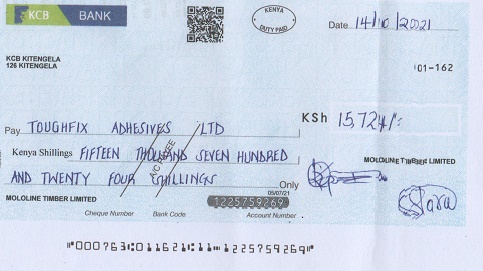 KCB BANK
KENYA
DUTY PAID
Date 14/10/2021
KCB KITENGELA
126 KITENGELA
01-162
Pay TOUGHFIX ADHESIVES LTD
KSh 15,724/=
A/C PAYEE
Kenya Shillings FIFTEEN THOUSAND SEVEN HUNDRED
MOLOLINE TIMBER LIMITED
AND TWENTY FOUR SHILLINGS Only
05/07/21
MOLOLINE TIMBER LIMITED
1225759269
Cheque Number Bank Code Account Number
"000763"011621"11"1225759269"